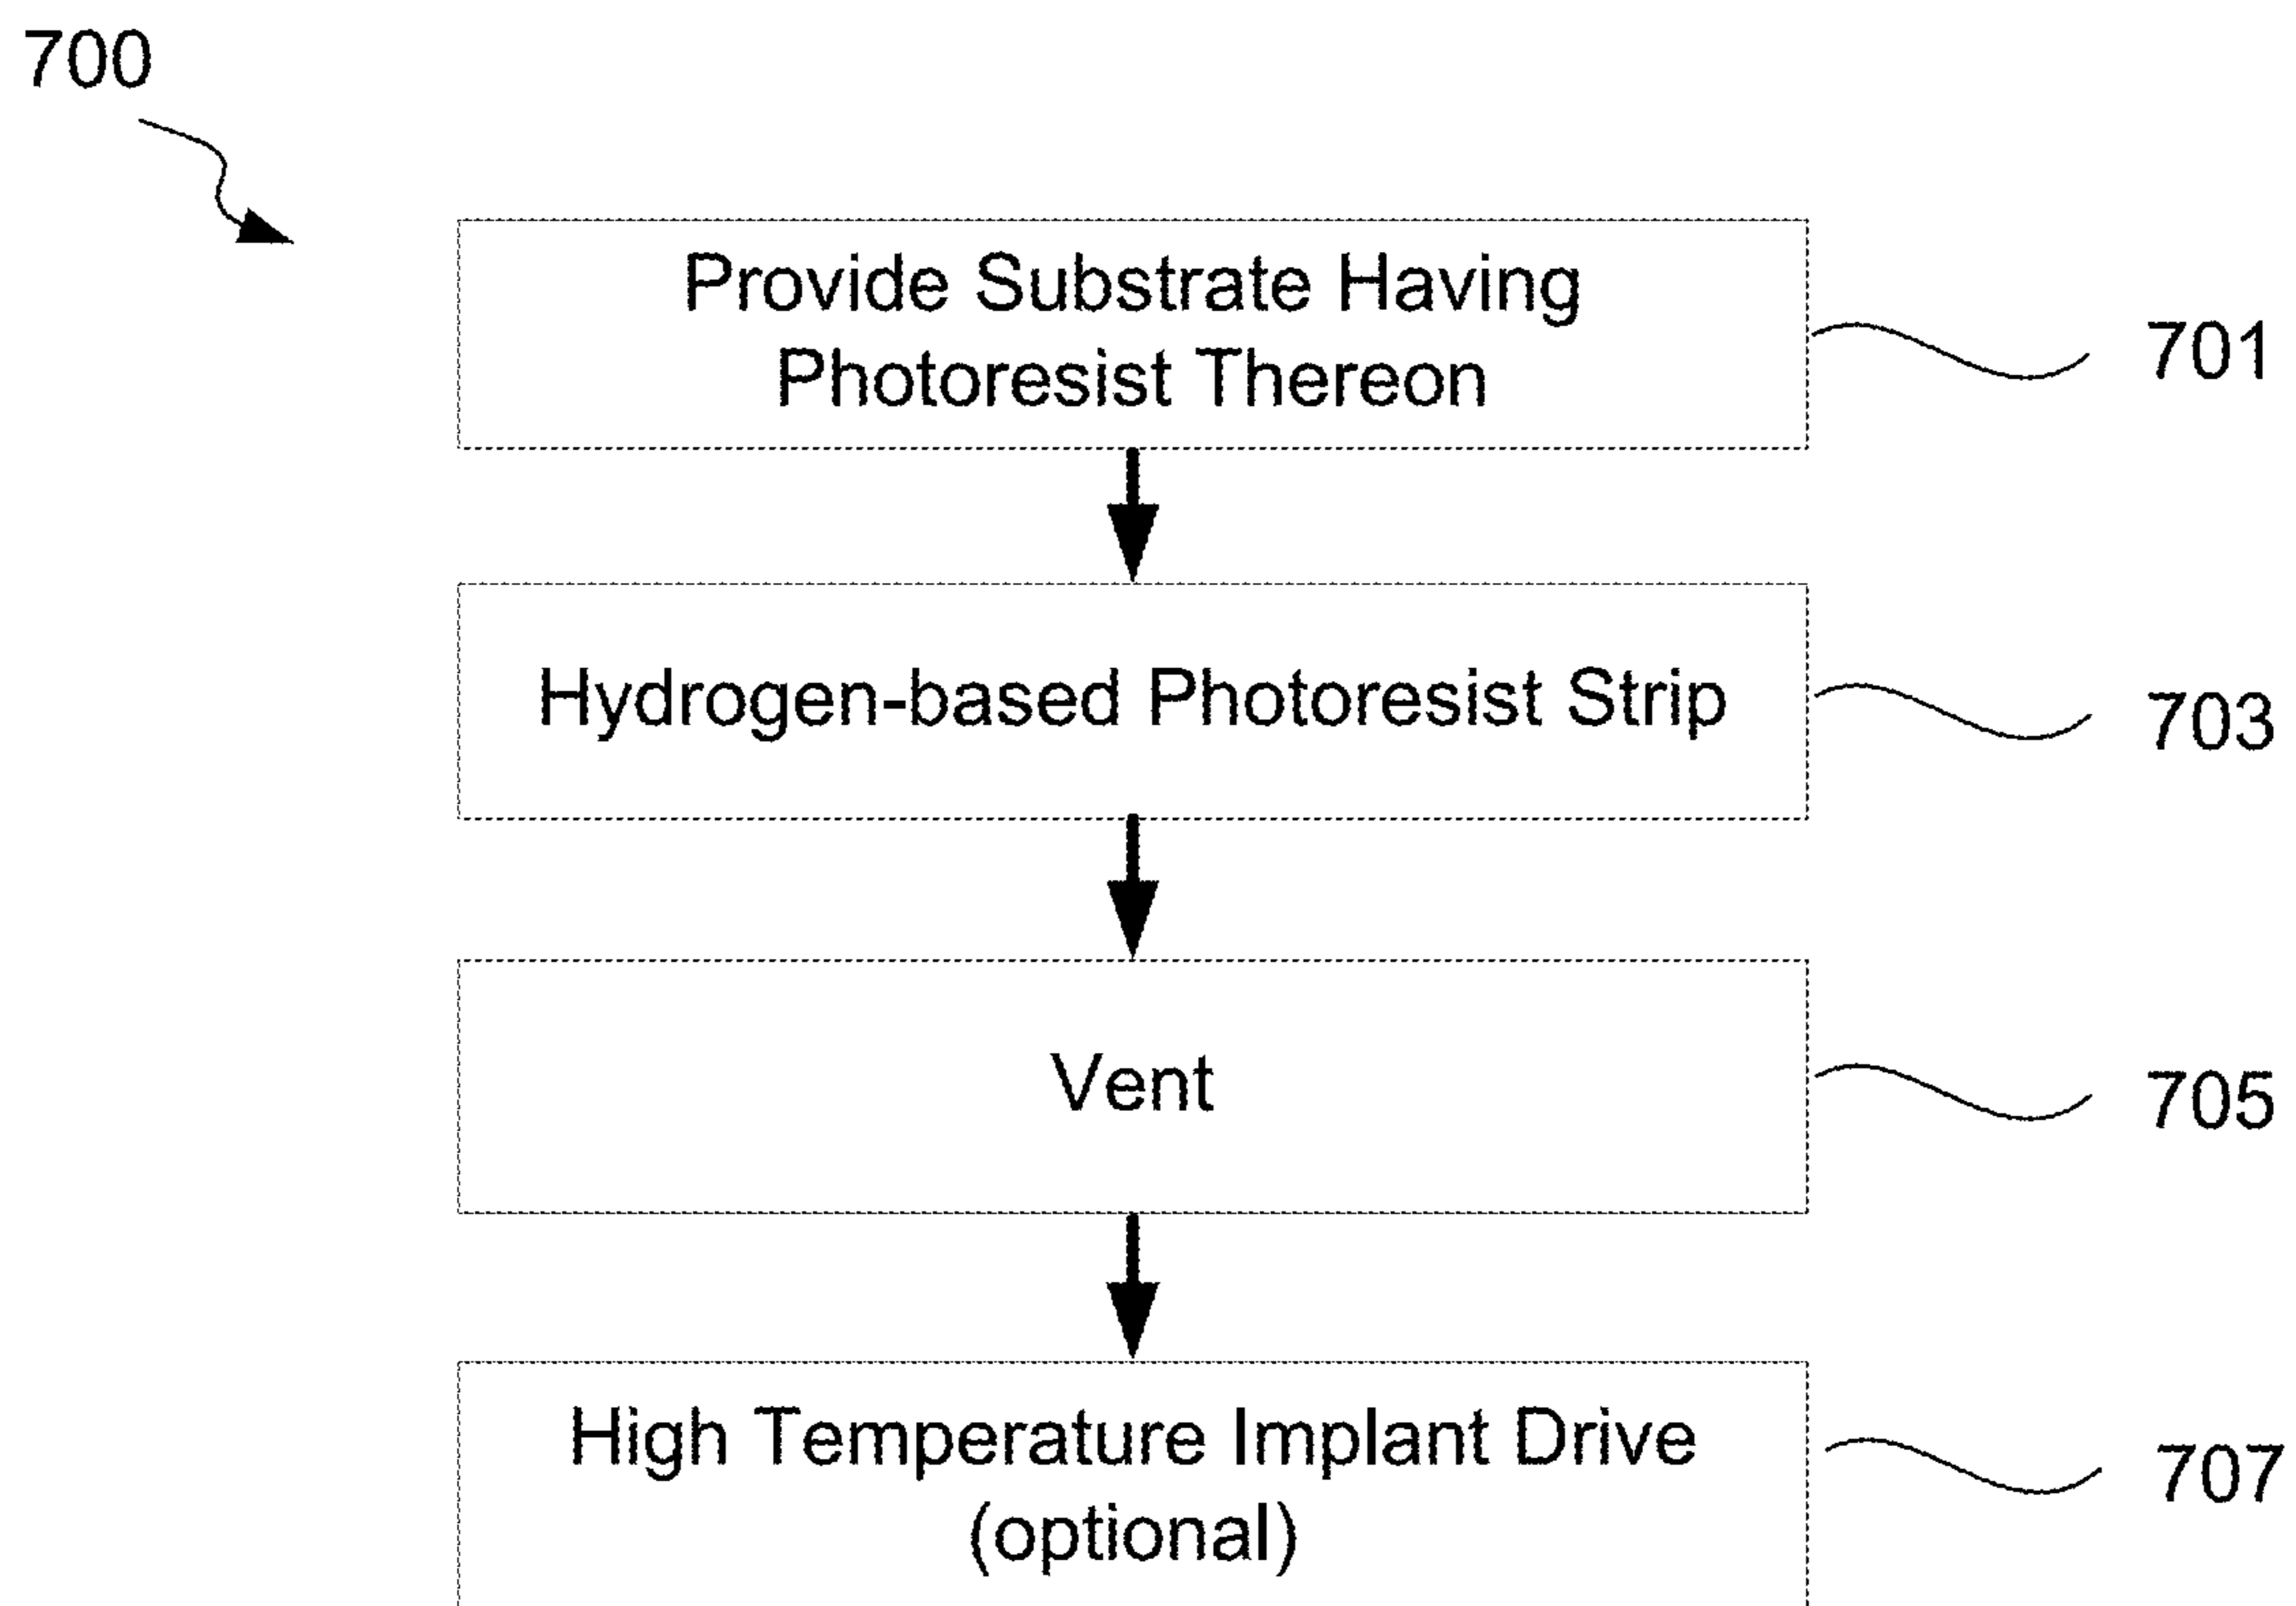 700
Provide Substrate Having
Photoresist Thereon
701
Hydrogen-based Photoresist Strip
703
Vent
705
High Temperature Implant Drive
(optional)
707